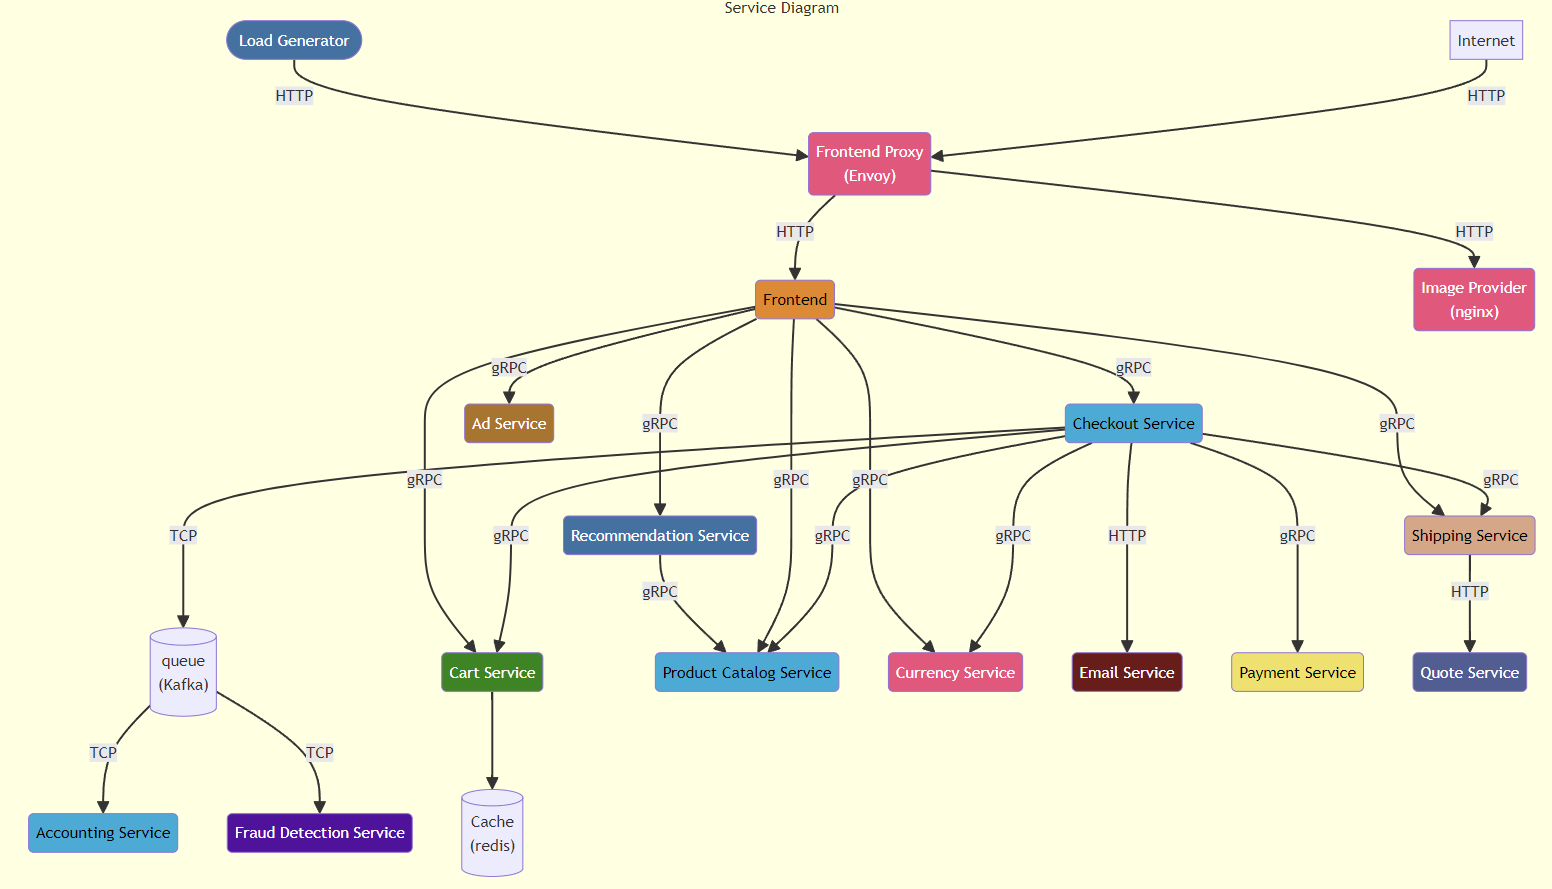 Service Diagram
Load Generator
Internet
HTTP
HTTP
Frontend Proxy
(Envoy)
HTTP
HTTP
Image Provider
(nginx)
Frontend
gRPC
gRPC
Ad Service
gRPC
Checkout Service
gRPC
gRPC
gRPC
gRPC
gRPC
TCP
gRPC
Recommendation Service
gRPC
gRPC
HTTP
gRPC
Shipping Service
gRPC
HTTP
queue
(Kafka)
Cart Service
Product Catalog Service
Currency Service
Email Service
Payment Service
Quote Service
TCP
TCP
Accounting Service
Fraud Detection Service
Cache
(redis)